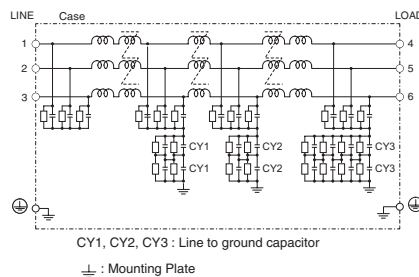 LINE Case LOAD
1 4
2 5
3 6
CY1 CY2 CY3
CY1 CY2 CY3
CY1, CY2, CY3 : Line to ground capacitor
: Mounting Plate